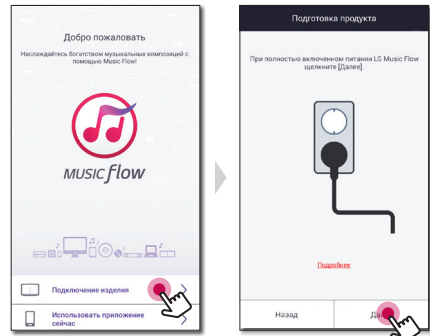 Добро пожаловать
Наслаждайтесь богатством музыкальных композиций с
помощью Music Flow!
MUSIC flow
Подключение изделия
Использовать приложение
сейчас
Подготовка продукта
При полностью включенном питании LG Music Flow
щелкните [Далее].
Подробнее
Назад